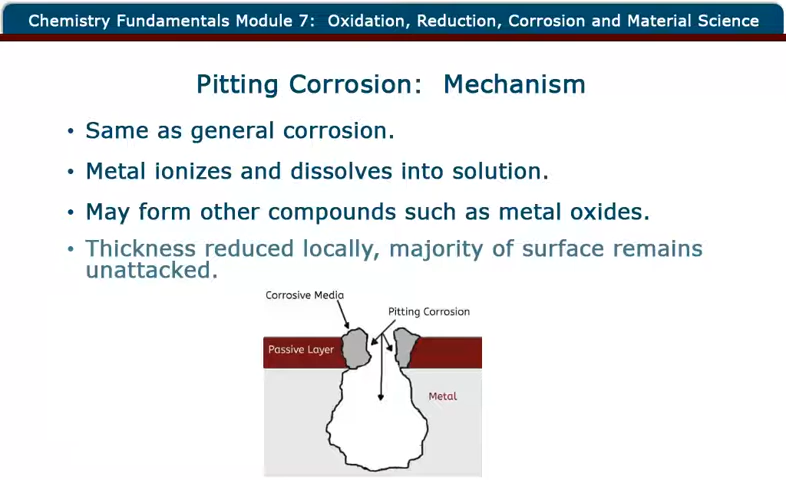 Chemistry Fundamentals Module 7: Oxidation, Reduction, Corrosion and Material Science
Pitting Corrosion: Mechanism
• Same as general corrosion.
• Metal ionizes and dissolves into solution.
• May form other compounds such as metal oxides.
• Thickness reduced locally, majority of surface remains
unattacked.
Corrosive Media
Pitting Corrosion
Passive Layer
Metal